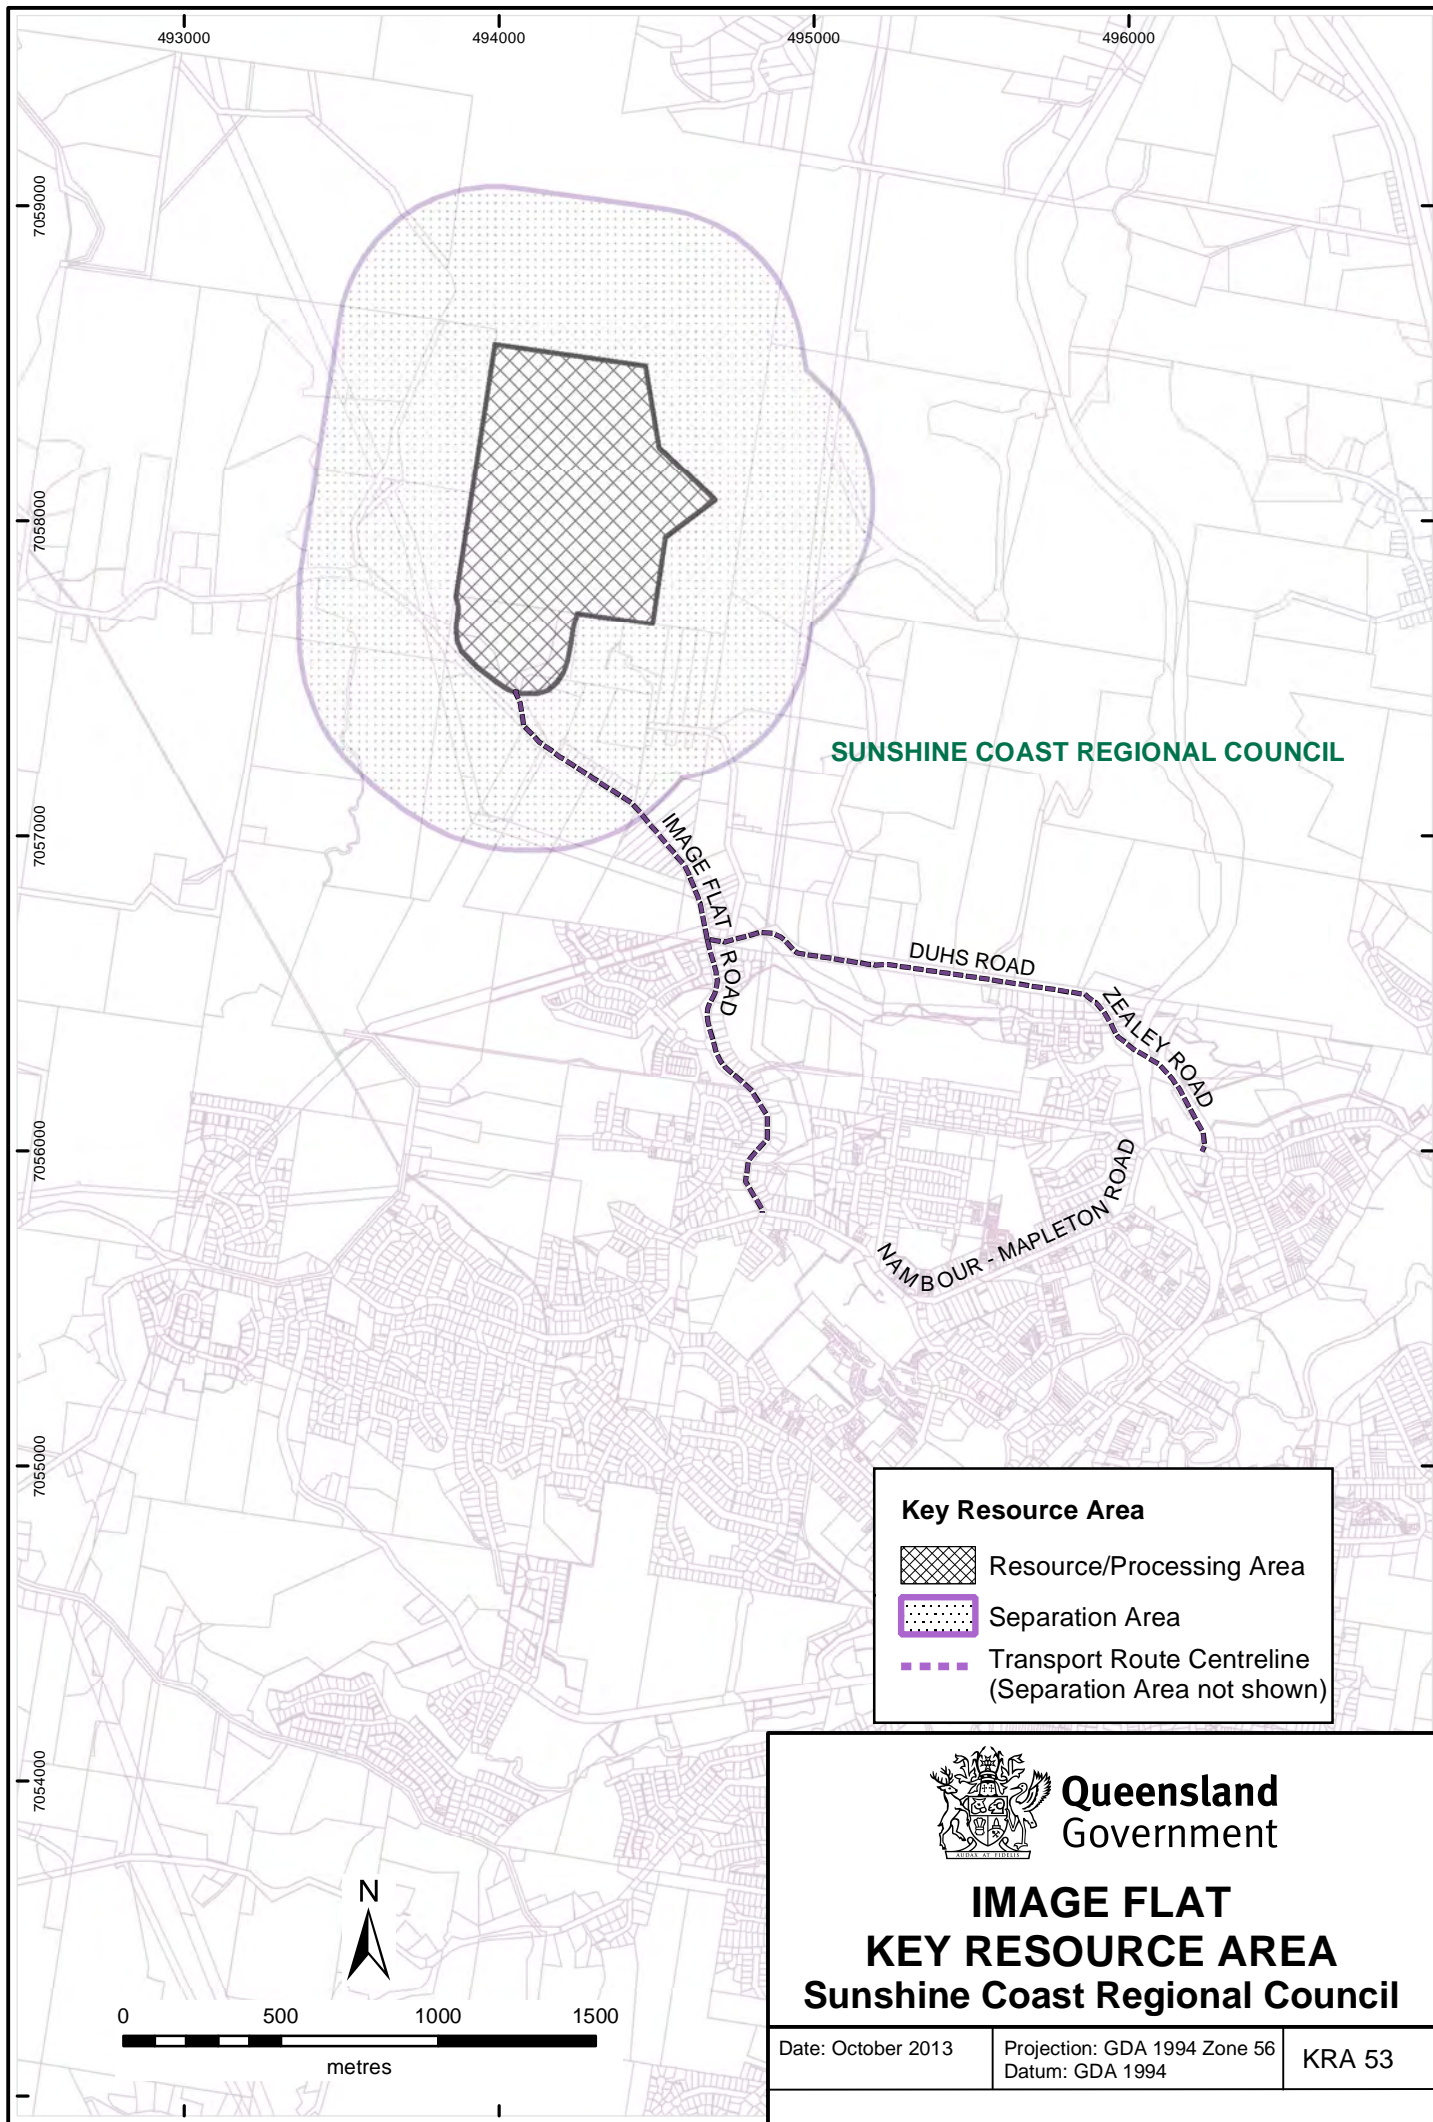 493000
494000
495000
496000
7059000
7058000
7057000
7056000
7055000
7054000
SUNSHINE COAST REGIONAL COUNCIL
IMAGE FLAT ROAD
DUHS ROAD
ZEALEY ROAD
NAMBOUR - MAPLETON ROAD
Key Resource Area
Resource/Processing Area
Separation Area
Transport Route Centreline
(Separation Area not shown)
AUDAX AT FIDELIS
Queensland
Government
IMAGE FLAT
KEY RESOURCE AREA
Sunshine Coast Regional Council
Date: October 2013
Projection: GDA 1994 Zone 56
Datum: GDA 1994
KRA 53
N
0 500 1000 1500
metres